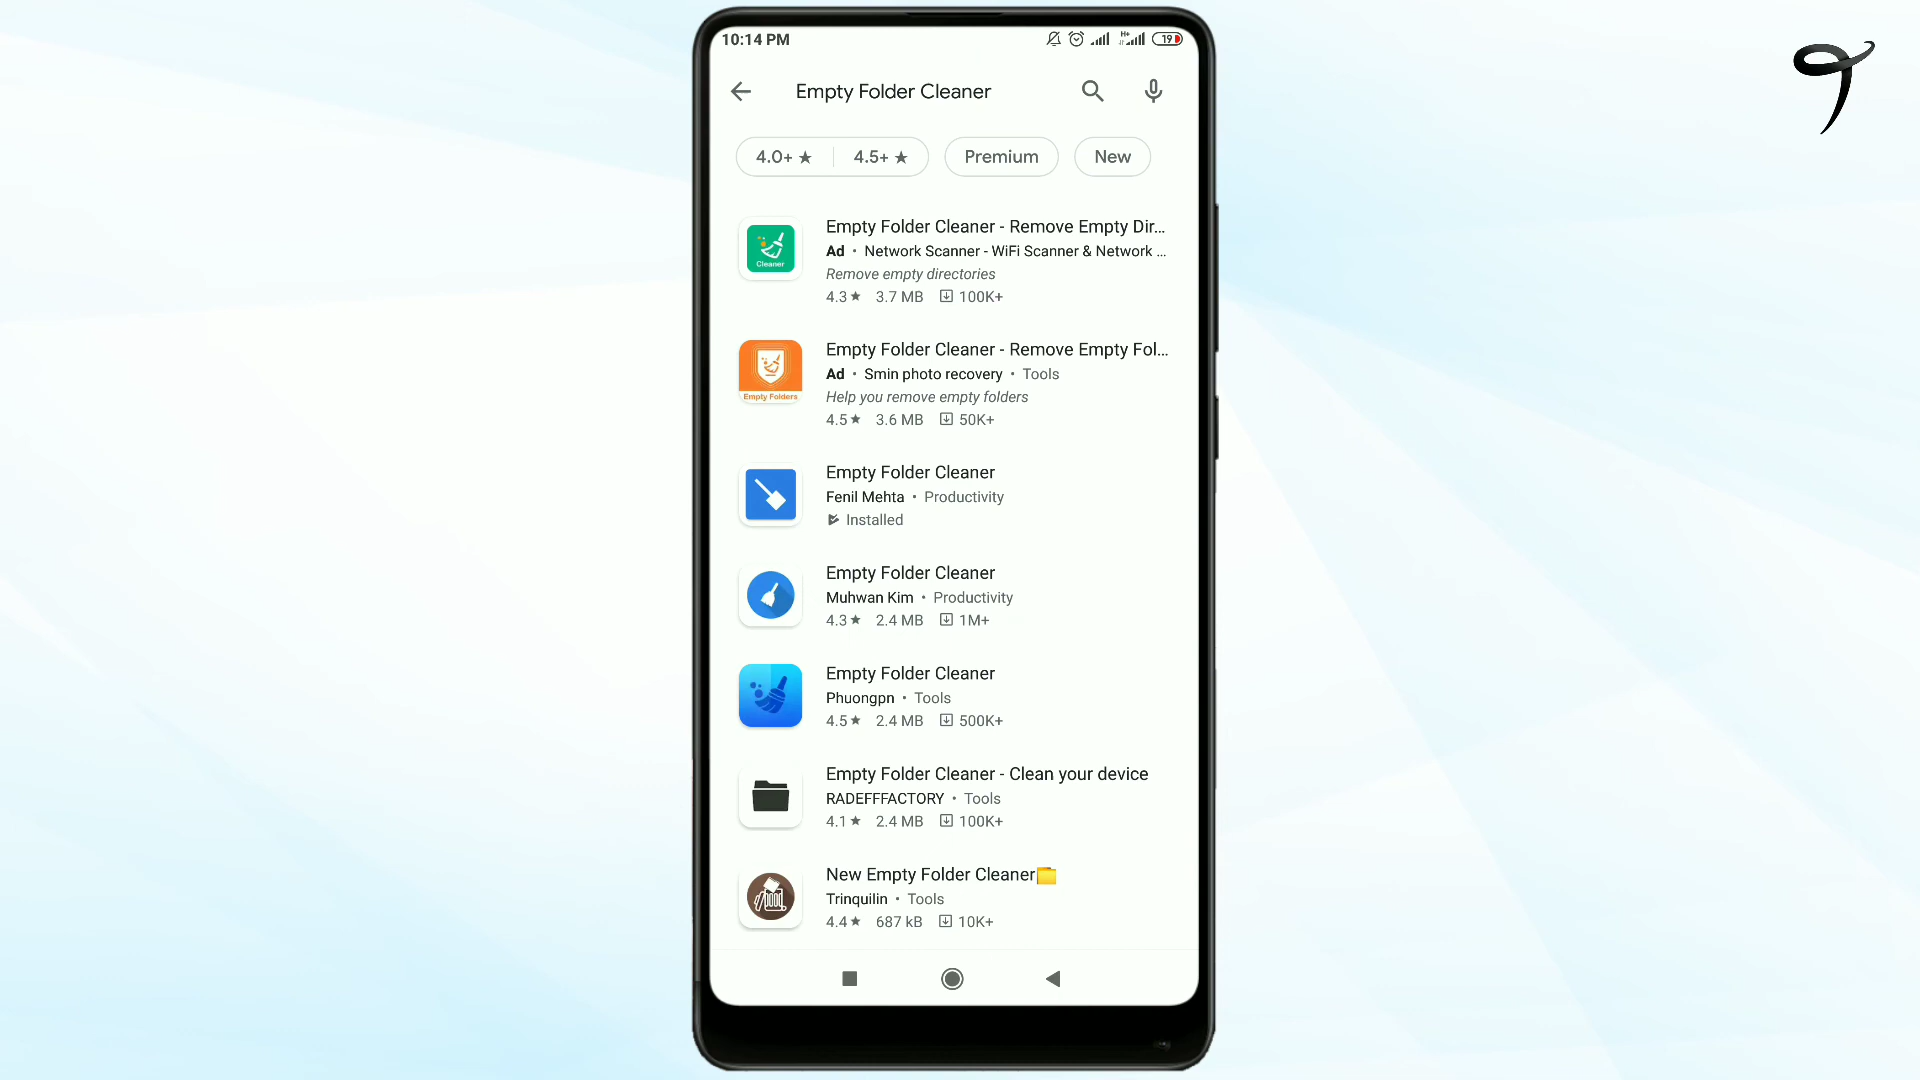 10:14 PM
19
Empty Folder Cleaner
4.0+ ★ 4.5+ ★ Premium New
Empty Folder Cleaner - Remove Empty Dir...
Ad • Network Scanner - WiFi Scanner & Network ...
Remove empty directories
4.3★ 3.7 MB 100K+
Cleaner
Empty Folder Cleaner - Remove Empty Fol...
Ad • Smin photo recovery • Tools
Help you remove empty folders
4.5★ 3.6 MB 50K+
Empty Folders
Empty Folder Cleaner
Fenil Mehta • Productivity
Installed
Empty Folder Cleaner
Muhwan Kim • Productivity
4.3★ 2.4 MB 1M+
Empty Folder Cleaner
Phuongpn • Tools
4.5★ 2.4 MB 500K+
Empty Folder Cleaner - Clean your device
RADEFFFACTORY • Tools
4.1★ 2.4 MB 100K+
New Empty Folder Cleaner
Trinquilin • Tools
4.4★ 687 kB 10K+